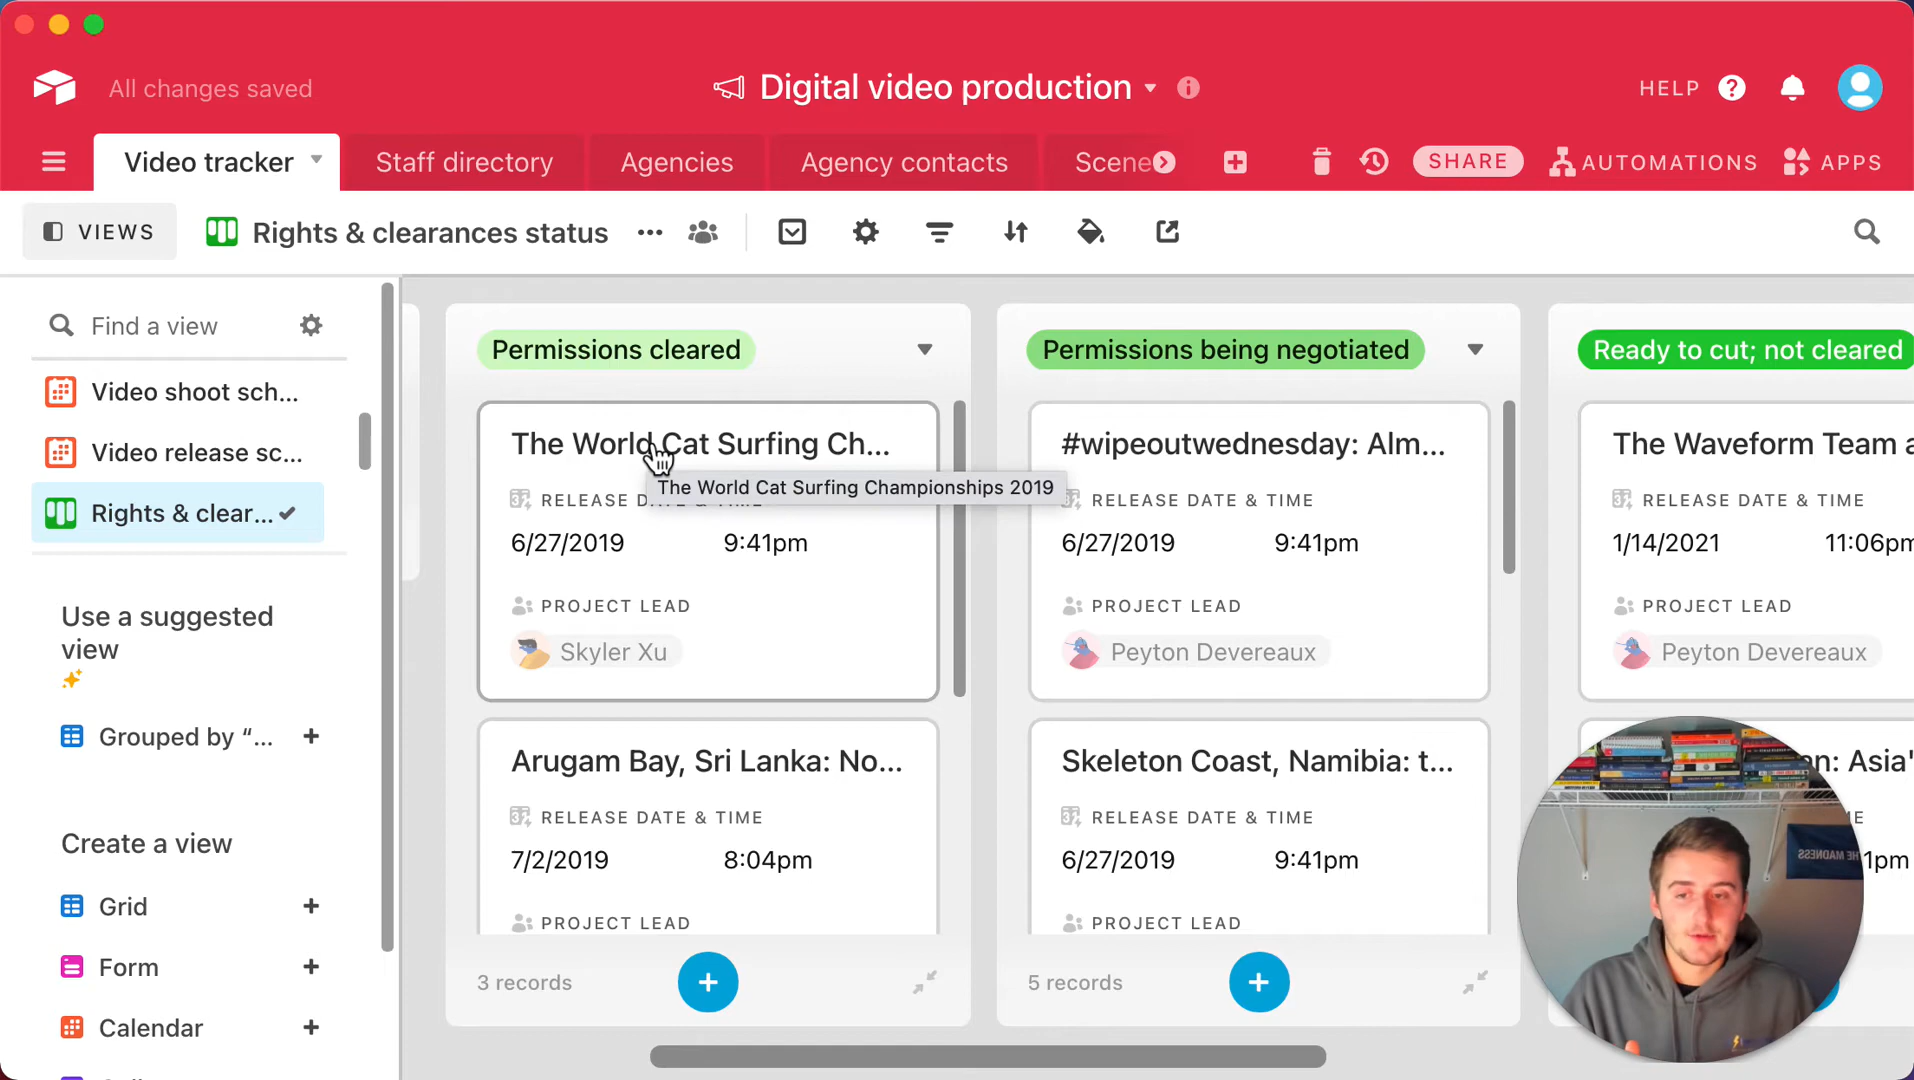 All changes saved
Digital video production
HELP
Video tracker
Staff directory
Agencies
Agency contacts
Scene
SHARE
AUTOMATIONS
APPS
VIEWS
Rights & clearances status
Find a view
Video shoot sch...
Video release sc...
Rights & clear...
Use a suggested
view
Grouped by “...
Create a view
Grid
Form
Calendar
Permissions cleared
The World Cat Surfing Ch...
The World Cat Surfing Championships 2019
RELEASE DATE & TIME
6/27/2019 9:41pm
PROJECT LEAD
Skyler Xu
Arugam Bay, Sri Lanka: No...
RELEASE DATE & TIME
7/2/2019 8:04pm
PROJECT LEAD
3 records
Permissions being negotiated
#wipeoutwednesday: Alm...
RELEASE DATE & TIME
6/27/2019 9:41pm
PROJECT LEAD
Peyton Devereaux
Skeleton Coast, Namibia: t...
RELEASE DATE & TIME
6/27/2019 9:41pm
PROJECT LEAD
5 records
Ready to cut; not cleared
The Waveform Team a
RELEASE DATE & TIME
1/14/2021 11:06pm
PROJECT LEAD
Peyton Devereaux
an: Asia'
1pm
THE MADNESS